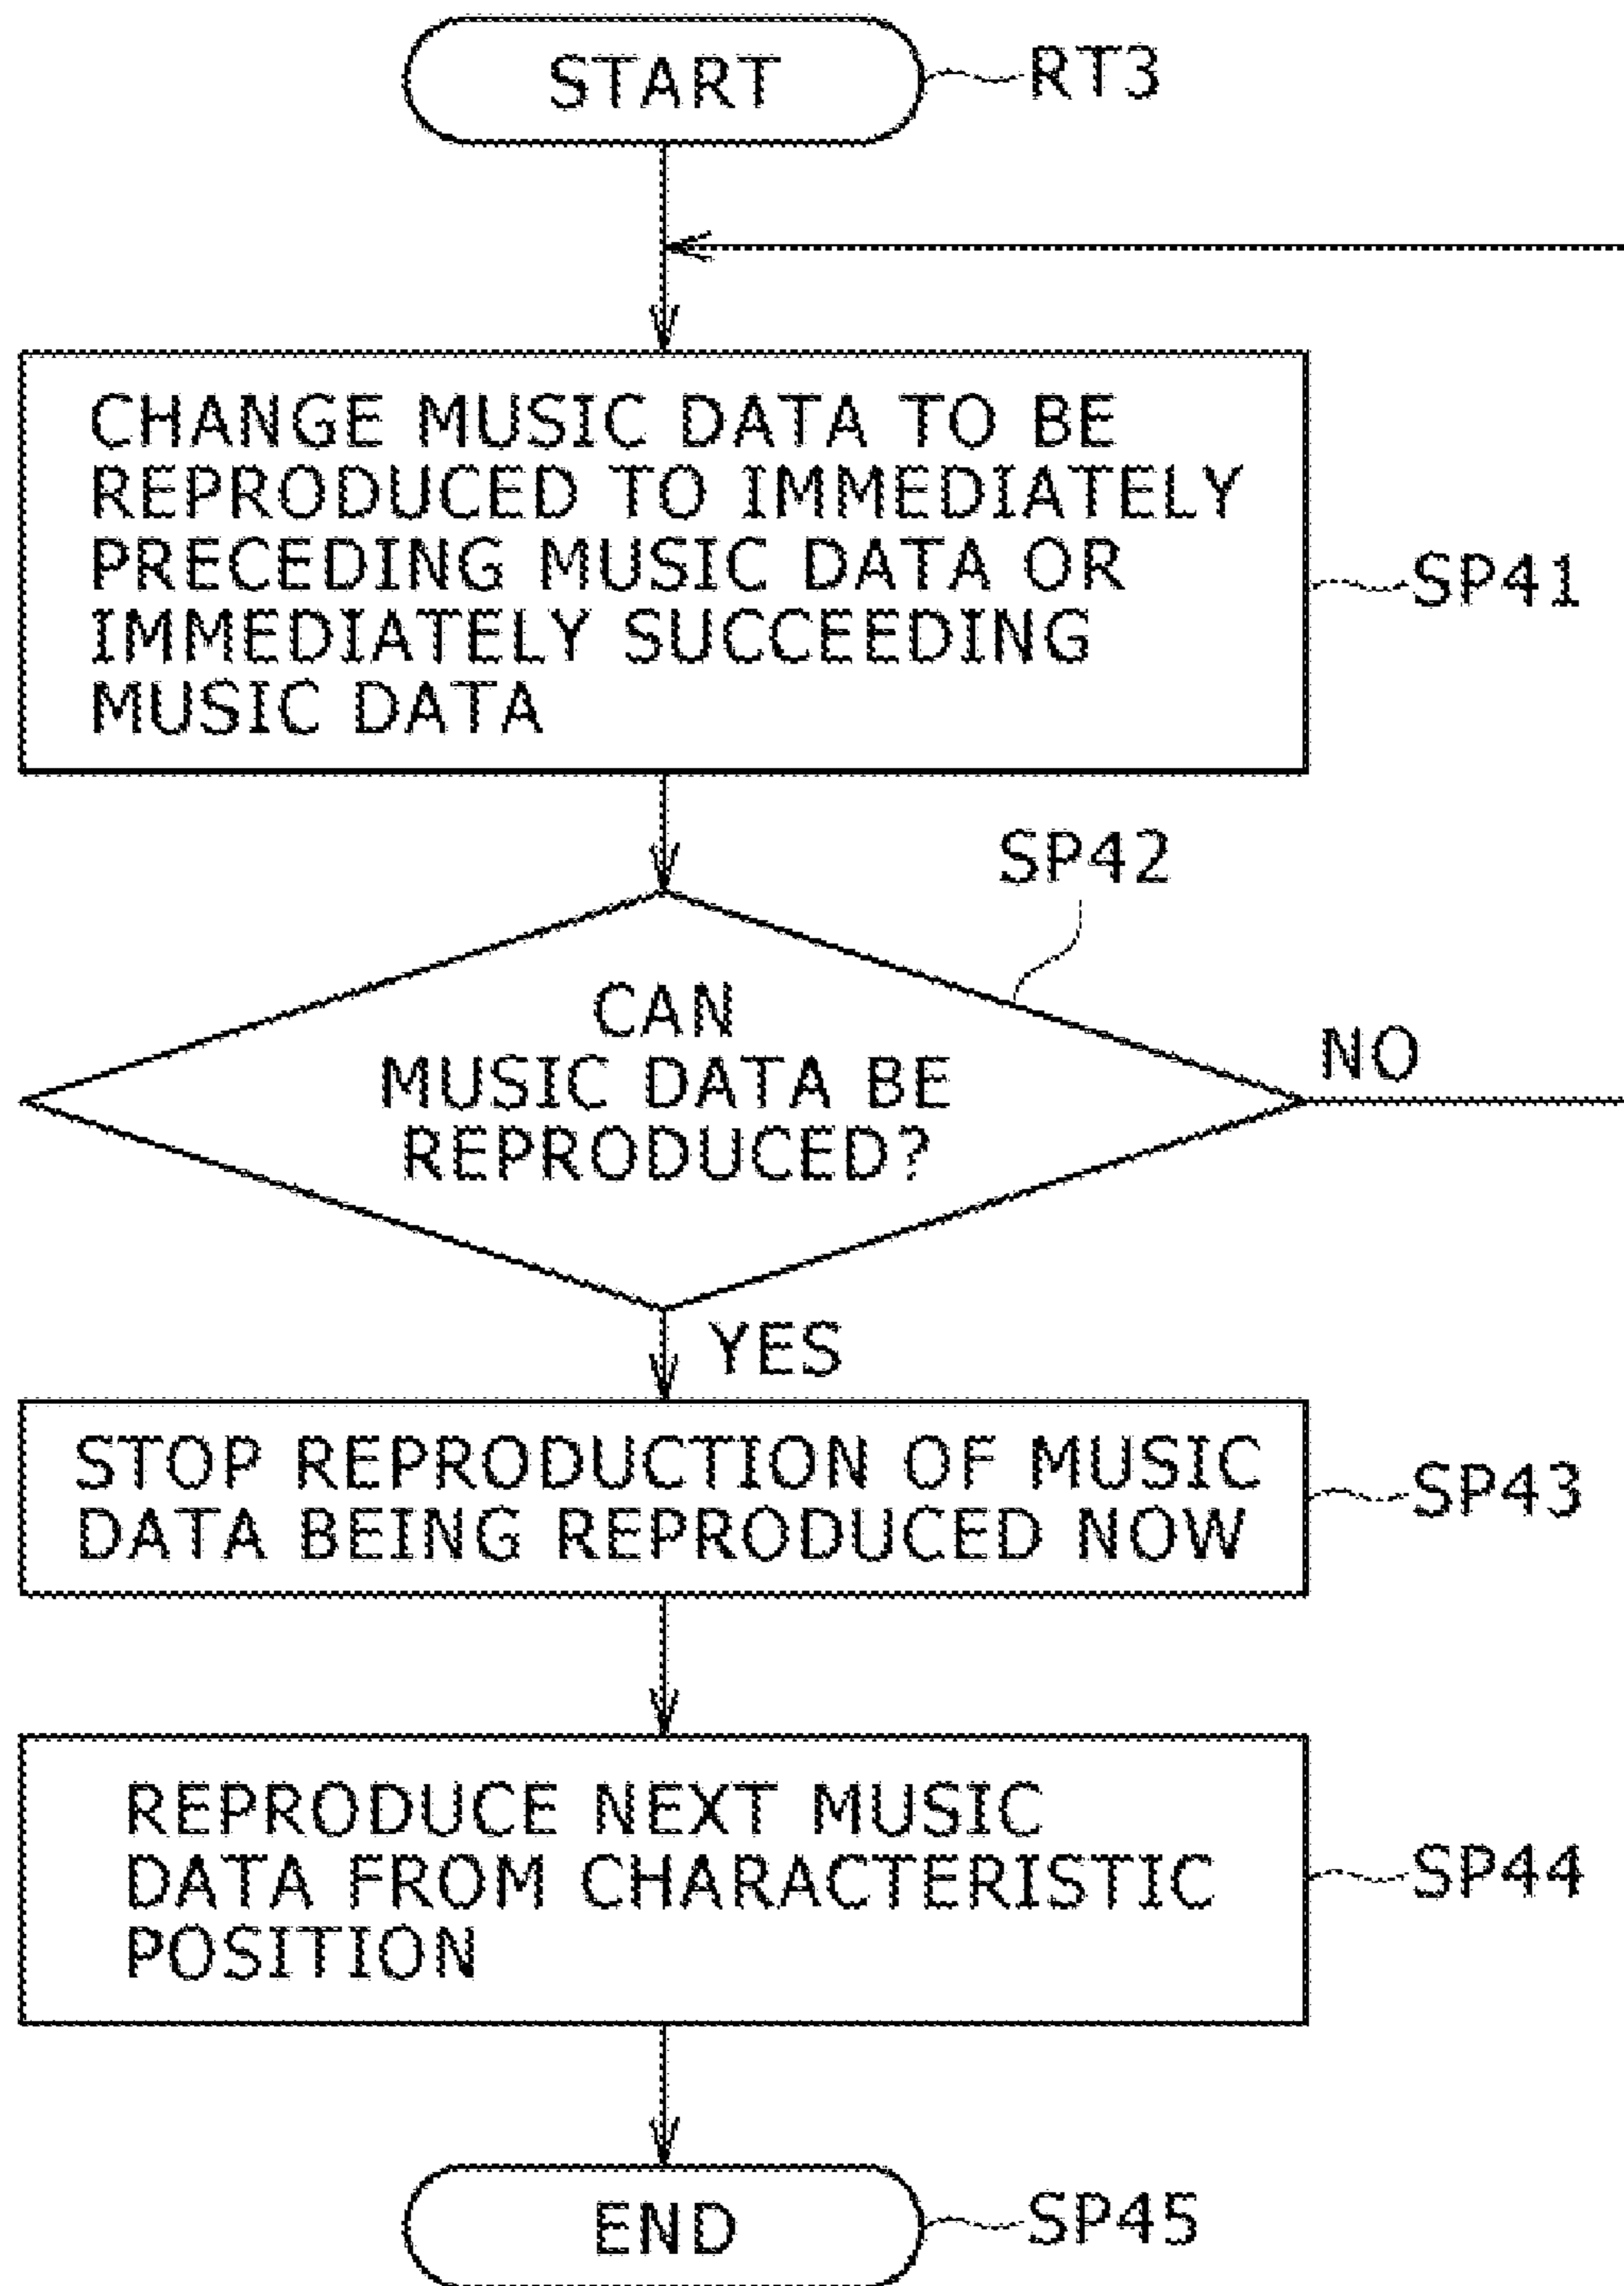 START
RT3
CHANGE MUSIC DATA TO BE
REPRODUCED TO IMMEDIATELY
PRECEDING MUSIC DATA OR
IMMEDIATELY SUCCEEDING
MUSIC DATA
SP41
SP42
CAN
MUSIC DATA BE
REPRODUCED?
NO
YES
STOP REPRODUCTION OF MUSIC
DATA BEING REPRODUCED NOW
SP43
REPRODUCE NEXT MUSIC
DATA FROM CHARACTERISTIC
POSITION
SP44
END
SP45